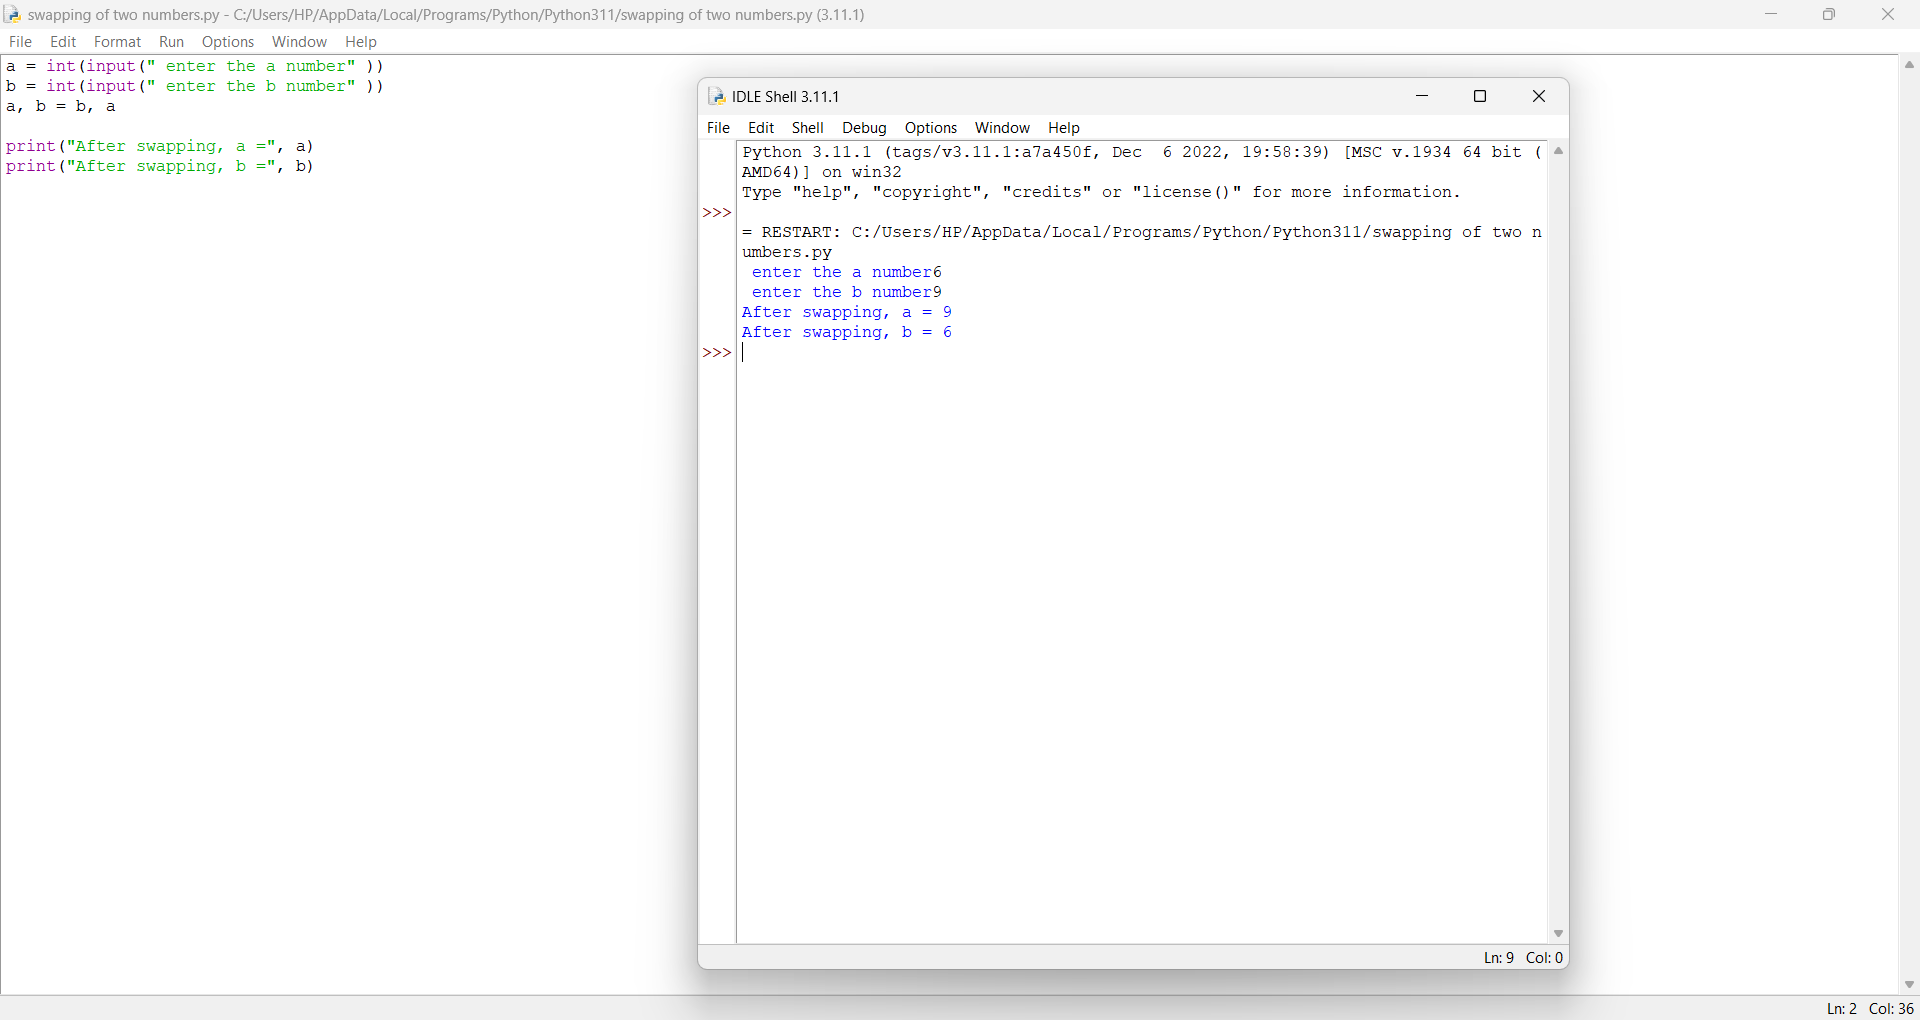 swapping of two numbers.py - C:/Users/HP/AppData/Local/Programs/Python/Python311/swapping of two numbers.py (3.11.1)
File Edit Format Run Options Window Help
a = int(input(" enter the a number" ))
b = int(input(" enter the b number" ))
a, b = b, a
print("After swapping, a =", a)
print("After swapping, b =", b)
IDLE Shell 3.11.1
File Edit Shell Debug Options Window Help
Python 3.11.1 (tags/v3.11.1:a7a450f, Dec  6 2022, 19:58:39) [MSC v.1934 64 bit (
AMD64)] on win32
Type "help", "copyright", "credits" or "license()" for more information.
>>>
= RESTART: C:/Users/HP/AppData/Local/Programs/Python/Python311/swapping of two n
umbers.py
 enter the a number6
 enter the b number9
After swapping, a = 9
After swapping, b = 6
>>>
Ln: 9 Col: 0
Ln: 2 Col: 36